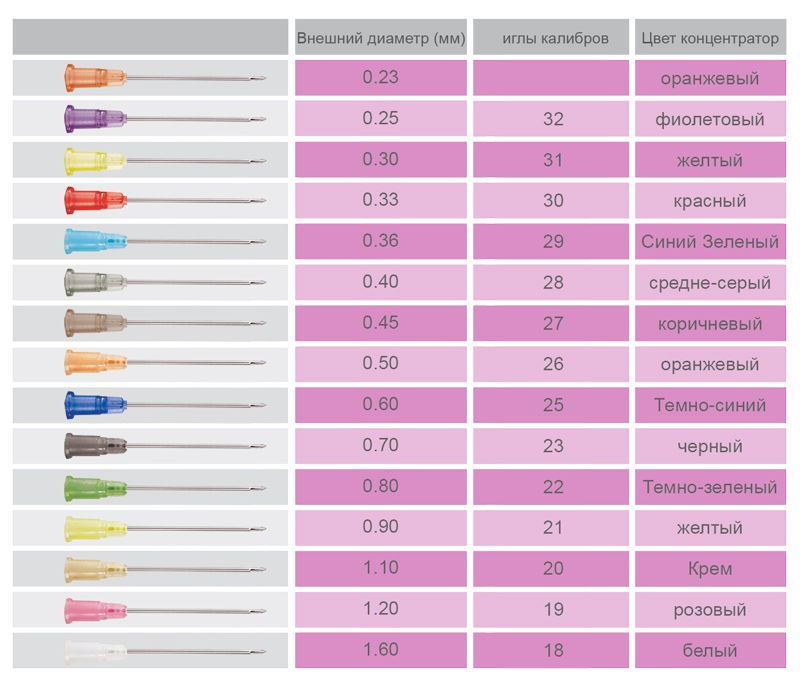 Внешний диаметр (мм) иглы калибров Цвет концентратор
0.23 оранжевый
0.25 32 фиолетовый
0.30 31 желтый
0.33 30 красный
0.36 29 Синий Зеленый
0.40 28 средне-серый
0.45 27 коричневый
0.50 26 оранжевый
0.60 25 Темно-синий
0.70 23 черный
0.80 22 Темно-зеленый
0.90 21 желтый
1.10 20 Крем
1.20 19 розовый
1.60 18 белый